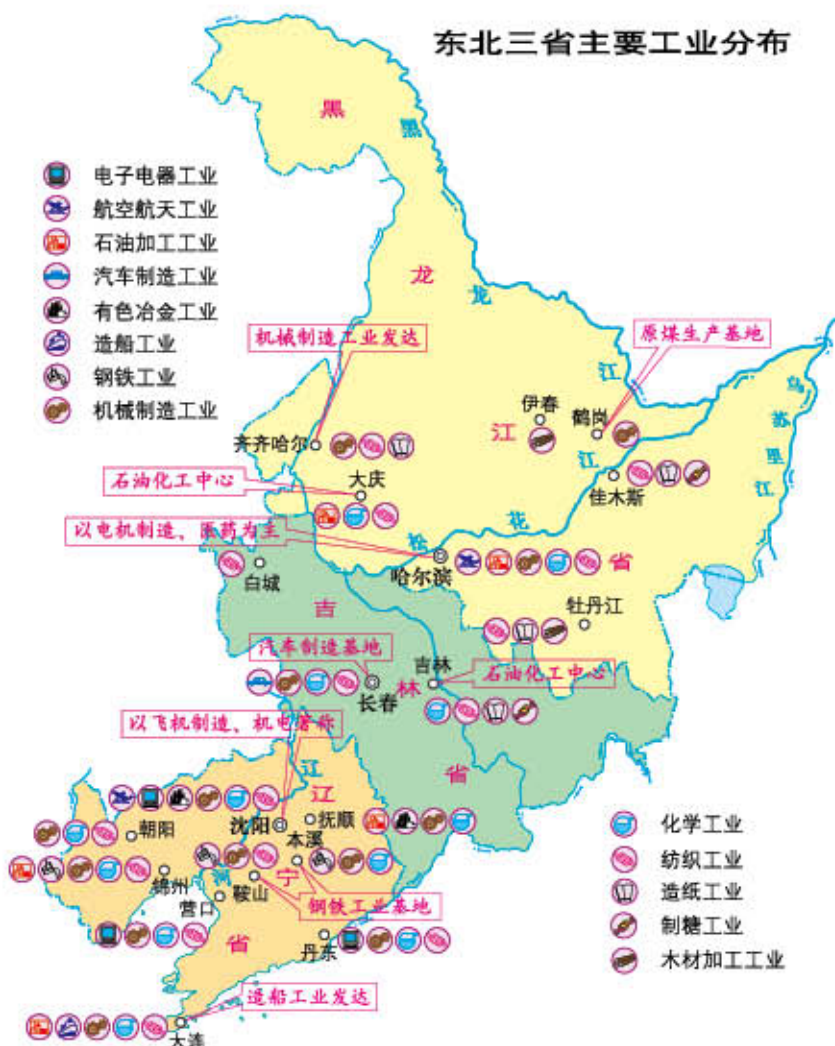 东北三省主要工业分布
黑
黑
电子电器工业
航空航天工业
石油加工工业
汽车制造工业
有色冶金工业
造船工业
钢铁工业
机械制造工业
龙
龙
江
机械制造工业发达
原煤生产基地
乌
苏
里
江
伊春
鹤岗
江
江
齐齐哈尔
佳木斯
大庆
石油化工中心
花
松
以电机制造、医药为主
哈尔滨
省
白城
吉
牡丹江
汽车制造基地
吉林
石油化工中心
林
长春
以飞机制造、机电著称
辽
辽
省
沈阳
抚顺
朝阳
本溪
锦州
鞍山
宁
河
营口
钢铁工业基地
省
丹东
造船工业发达
大连
化学工业
纺织工业
造纸工业
制糖工业
木材加工工业